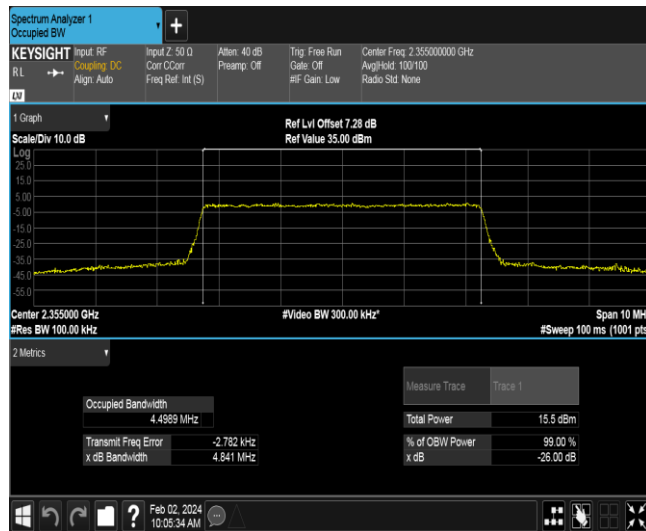 Spectrum Analyzer 1
Occupied BW
+
KEYSIGHT Input: RF Input Z: 50 Ω Atten: 40 dB Trig: Free Run Center Freq: 2.355000000 GHz
RL Coupling: DC Corr CCorr Preamp: Off Gate: Off Avg|Hold: 100/100
Align: Auto Freq Ref: Int (S) #IF Gain: Low Radio Std: None
LXI
1 Graph
Ref Lvl Offset 7.28 dB
Scale/Div 10.0 dB Ref Value 35.00 dBm
Log
25.0
15.0
5.00
-5.00
-15.0
-25.0
-35.0
-45.0
-55.0
Center 2.355000 GHz #Video BW 300.00 kHz* Span 10 MH
#Res BW 100.00 kHz #Sweep 100 ms (1001 pts
2 Metrics
Measure Trace Trace 1
Occupied Bandwidth
4.4989 MHz
Total Power 15.5 dBm
Transmit Freq Error -2.782 kHz % of OBW Power 99.00 %
x dB Bandwidth 4.841 MHz x dB -26.00 dB
? Feb 02, 2024
10:05:34 AM